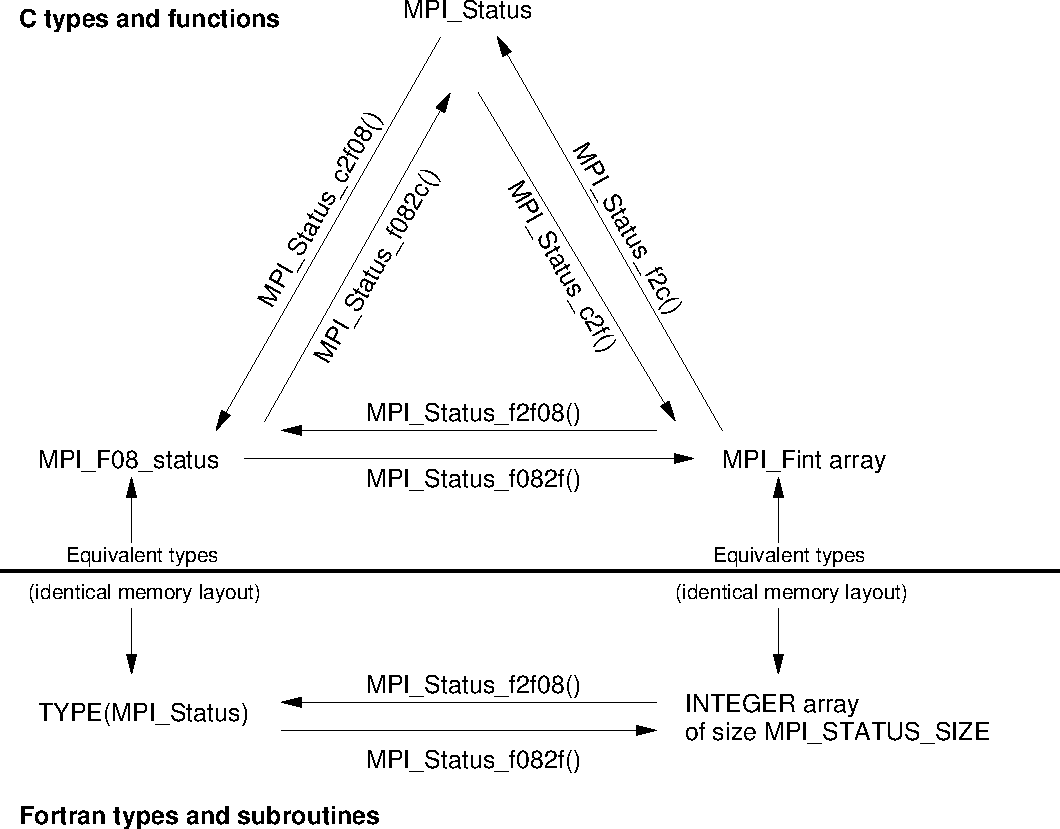 C types and functions
MPI_Status
MPI_Status_c2f08()
MPI_Status_f082c()
MPI_Status_c2f()
MPI_Status_f2c()
MPI_Status_f2f08()
MPI_F08_status
MPI_Fint array
MPI_Status_f082f()
Equivalent types
Equivalent types
(identical memory layout)
(identical memory layout)
MPI_Status_f2f08()
TYPE(MPI_Status)
INTEGER array
of size MPI_STATUS_SIZE
MPI_Status_f082f()
Fortran types and subroutines